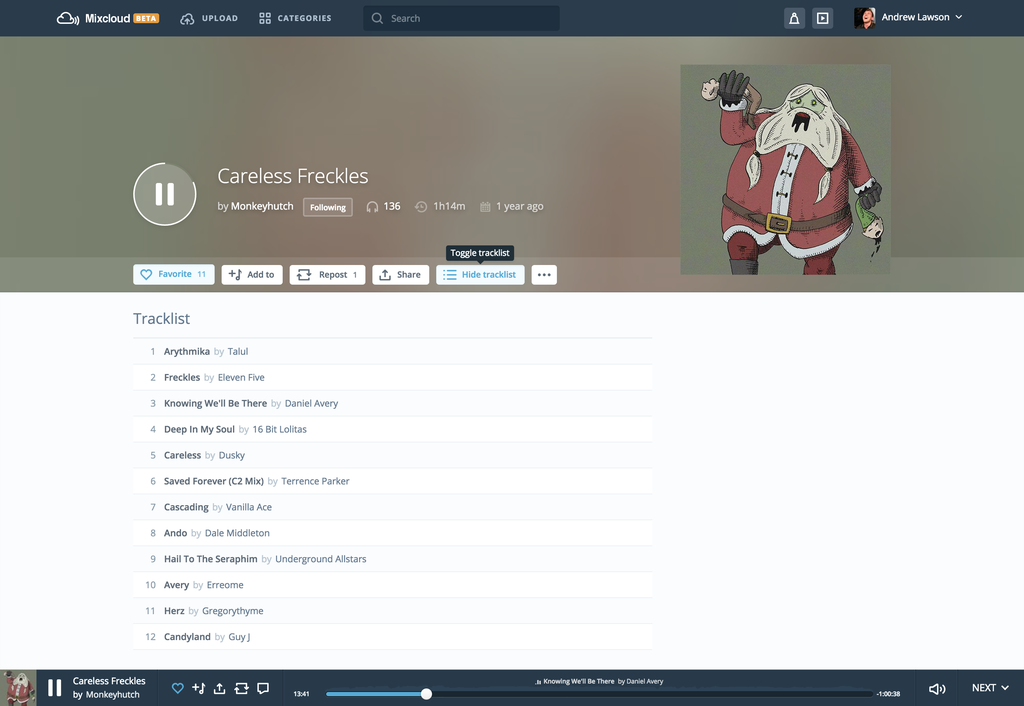 Mixcloud BETA UPLOAD CATEGORIES Search Andrew Lawson
Careless Freckles
by Monkeyhutch Following 136 1h14m 1 year ago
Toggle tracklist
Favorite 11 Add to Repost 1 Share Hide tracklist
Tracklist
1 Arythmika by Talul
2 Freckles by Eleven Five
3 Knowing We'll Be There by Daniel Avery
4 Deep In My Soul by 16 Bit Lolitas
5 Careless by Dusky
6 Saved Forever (C2 Mix) by Terrence Parker
7 Cascading by Vanilla Ace
8 Ando by Dale Middleton
9 Hail To The Seraphim by Underground Allstars
10 Avery by Erreome
11 Herz by Gregorythyme
12 Candyland by Guy J
Careless Freckles
by Monkeyhutch
13:41
Knowing We'll Be There by Daniel Avery
-1:00:38
NEXT